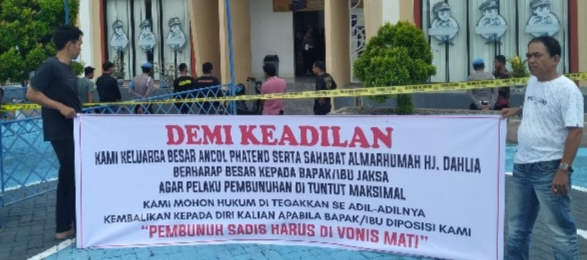 DEMI KEADILAN
KAMI KELUARGA BESAR ANCOL PHATEND SERTA SAHABAT ALMARHUMAH HJ. DAHLIA
BERHARAP BESAR KEPADA BAPAK/IBU JAKSA
AGAR PELAKU PEMBUNUHAN DI TUNTUT MAKSIMAL
KAMI MOHON HUKUM DI TEGAKKAN SE ADIL-ADILNYA
KEMBALIKAN KEPADA DIRI KALIAN APABILA BAPAK/IBU DIPOSISI KAMI
"PEMBUNUH SADIS HARUS DI VONIS MATI"